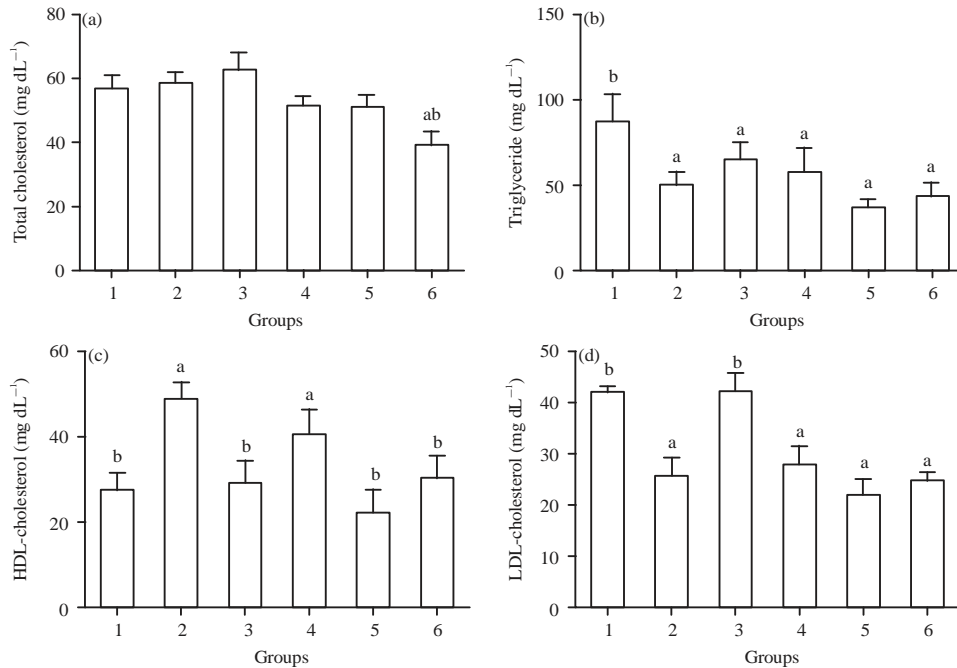 (a)
Total cholesterol (mg dL⁻¹)
80
60
40
20
0
ab
1 2 3 4 5 6
Groups
(b)
Triglyceride (mg dL⁻¹)
150
100
50
0
b a a a a a
1 2 3 4 5 6
Groups
(c)
HDL-cholesterol (mg dL⁻¹)
60
40
20
0
b a b a b b
1 2 3 4 5 6
Groups
(d)
LDL-cholesterol (mg dL⁻¹)
50
40
30
20
10
0
b a b a a a
1 2 3 4 5 6
Groups